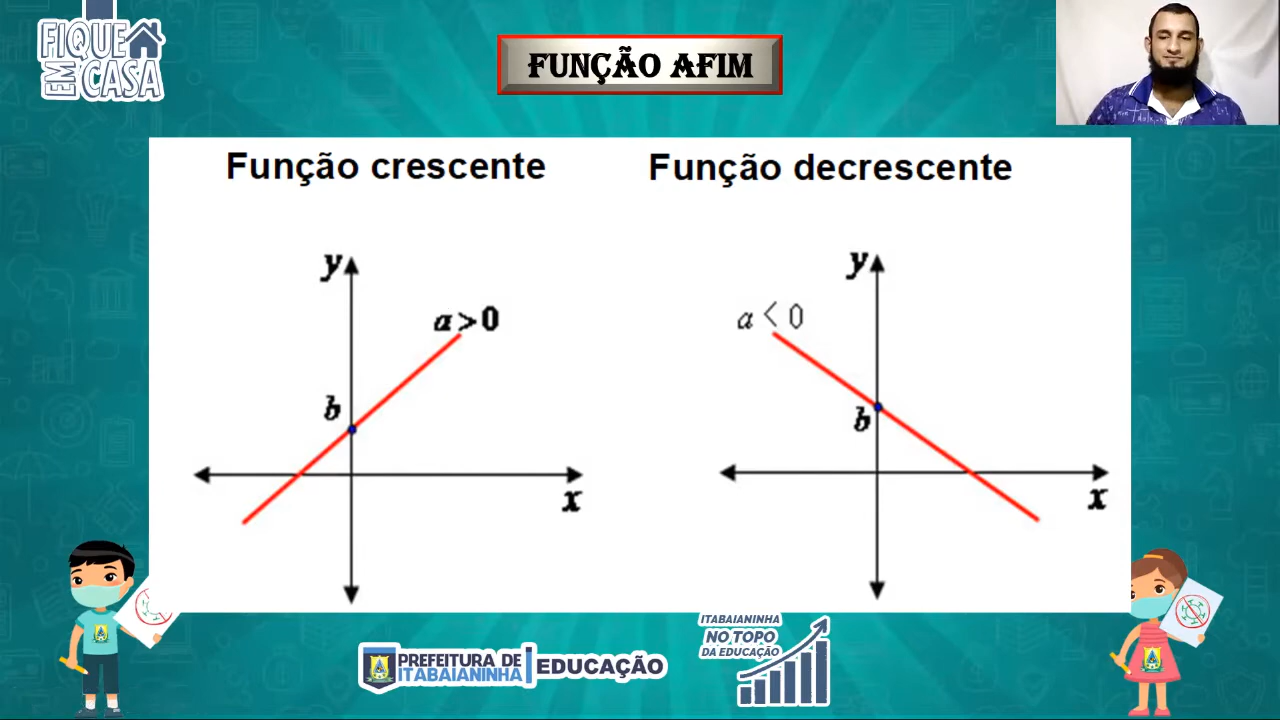 FIQUE
EM CASA
FUNÇÃO AFIM
Função crescente
Função decrescente
y
a > 0
b
x
y
a < 0
b
x
ITABAIANINHA
NO TOPO
DA EDUCAÇÃO
PREFEITURA DE
ITABAIANINHA
EDUCAÇÃO